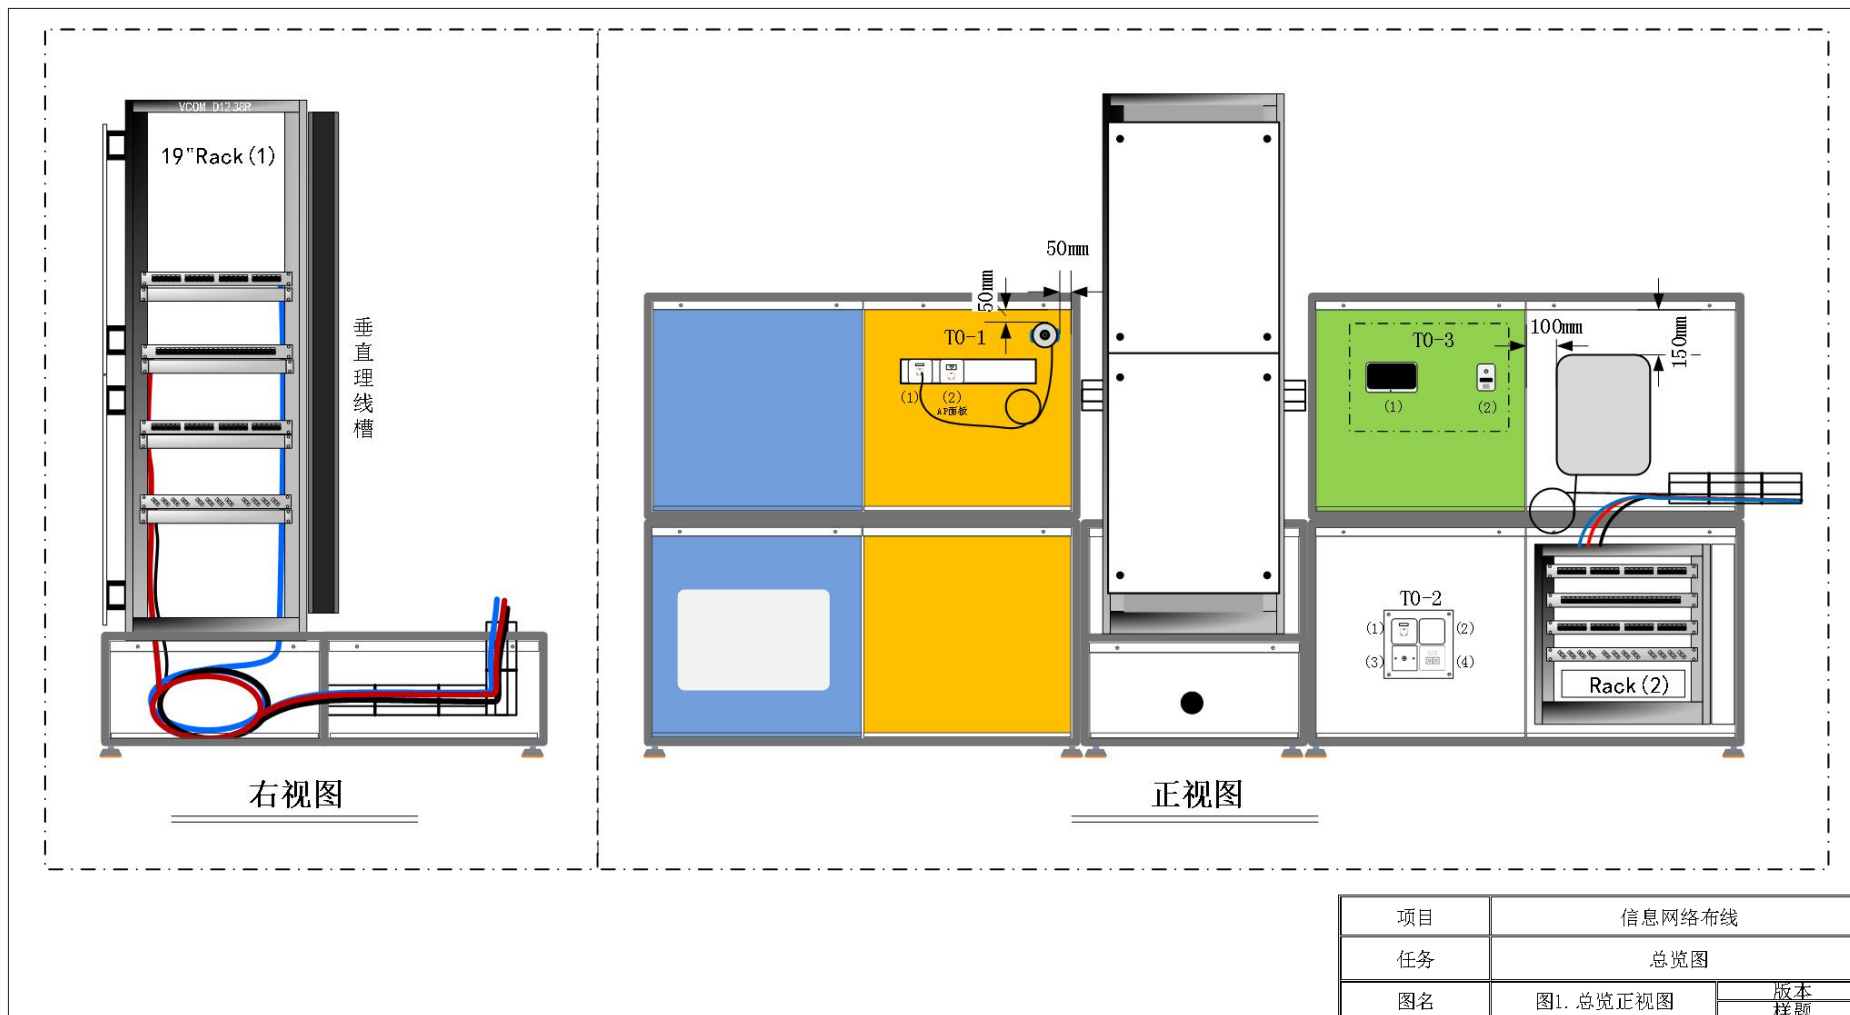 VCOM D1238R
19"Rack(1)
垂直理线槽
右视图
50mm
50mm
TO-1
(1)
(2)
AP面板
TO-3
(1)
(2)
100mm
150mm
TO-2
(1)
(2)
(3)
(4)
Rack(2)
正视图
项目
信息网络布线
任务
总览图
图名
图1. 总览正视图
版本
样题